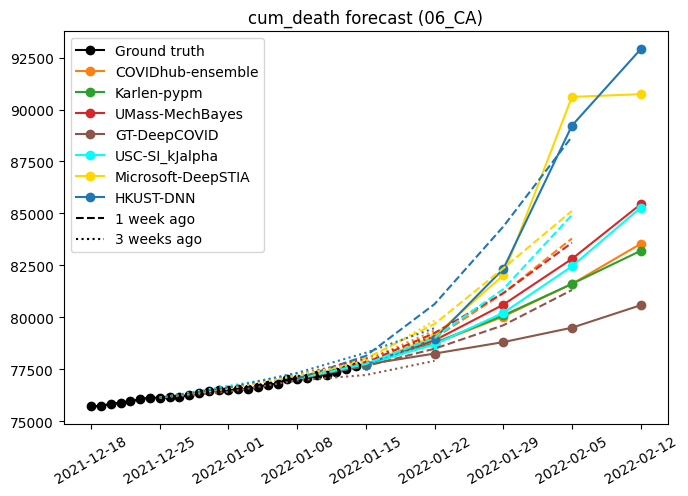 cum_death forecast (06_CA)
92500
90000
87500
85000
82500
80000
77500
75000
Ground truth
COVIDhub-ensemble
Karlen-pypm
UMass-MechBayes
GT-DeepCOVID
USC-SI_kJalpha
Microsoft-DeepSTIA
HKUST-DNN
1 week ago
3 weeks ago
2021-12-18
2021-12-25
2022-01-01
2022-01-08
2022-01-15
2022-01-22
2022-01-29
2022-02-05
2022-02-12